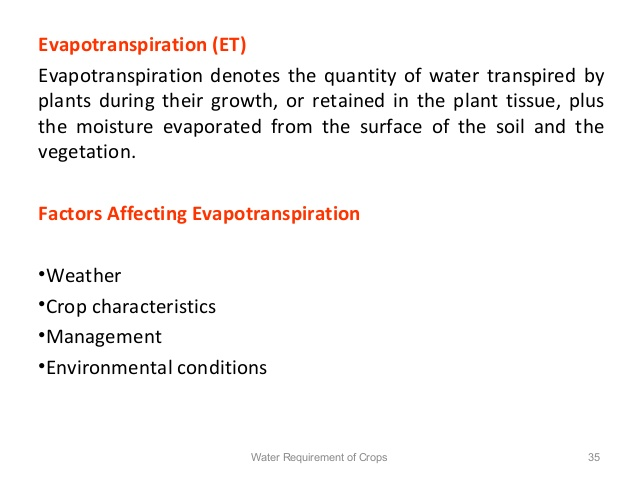 Evapotranspiration (ET)
Evapotranspiration denotes the quantity of water transpired by
plants during their growth, or retained in the plant tissue, plus
the moisture evaporated from the surface of the soil and the
vegetation.
Factors Affecting Evapotranspiration
•Weather
•Crop characteristics
•Management
•Environmental conditions
Water Requirement of Crops
35